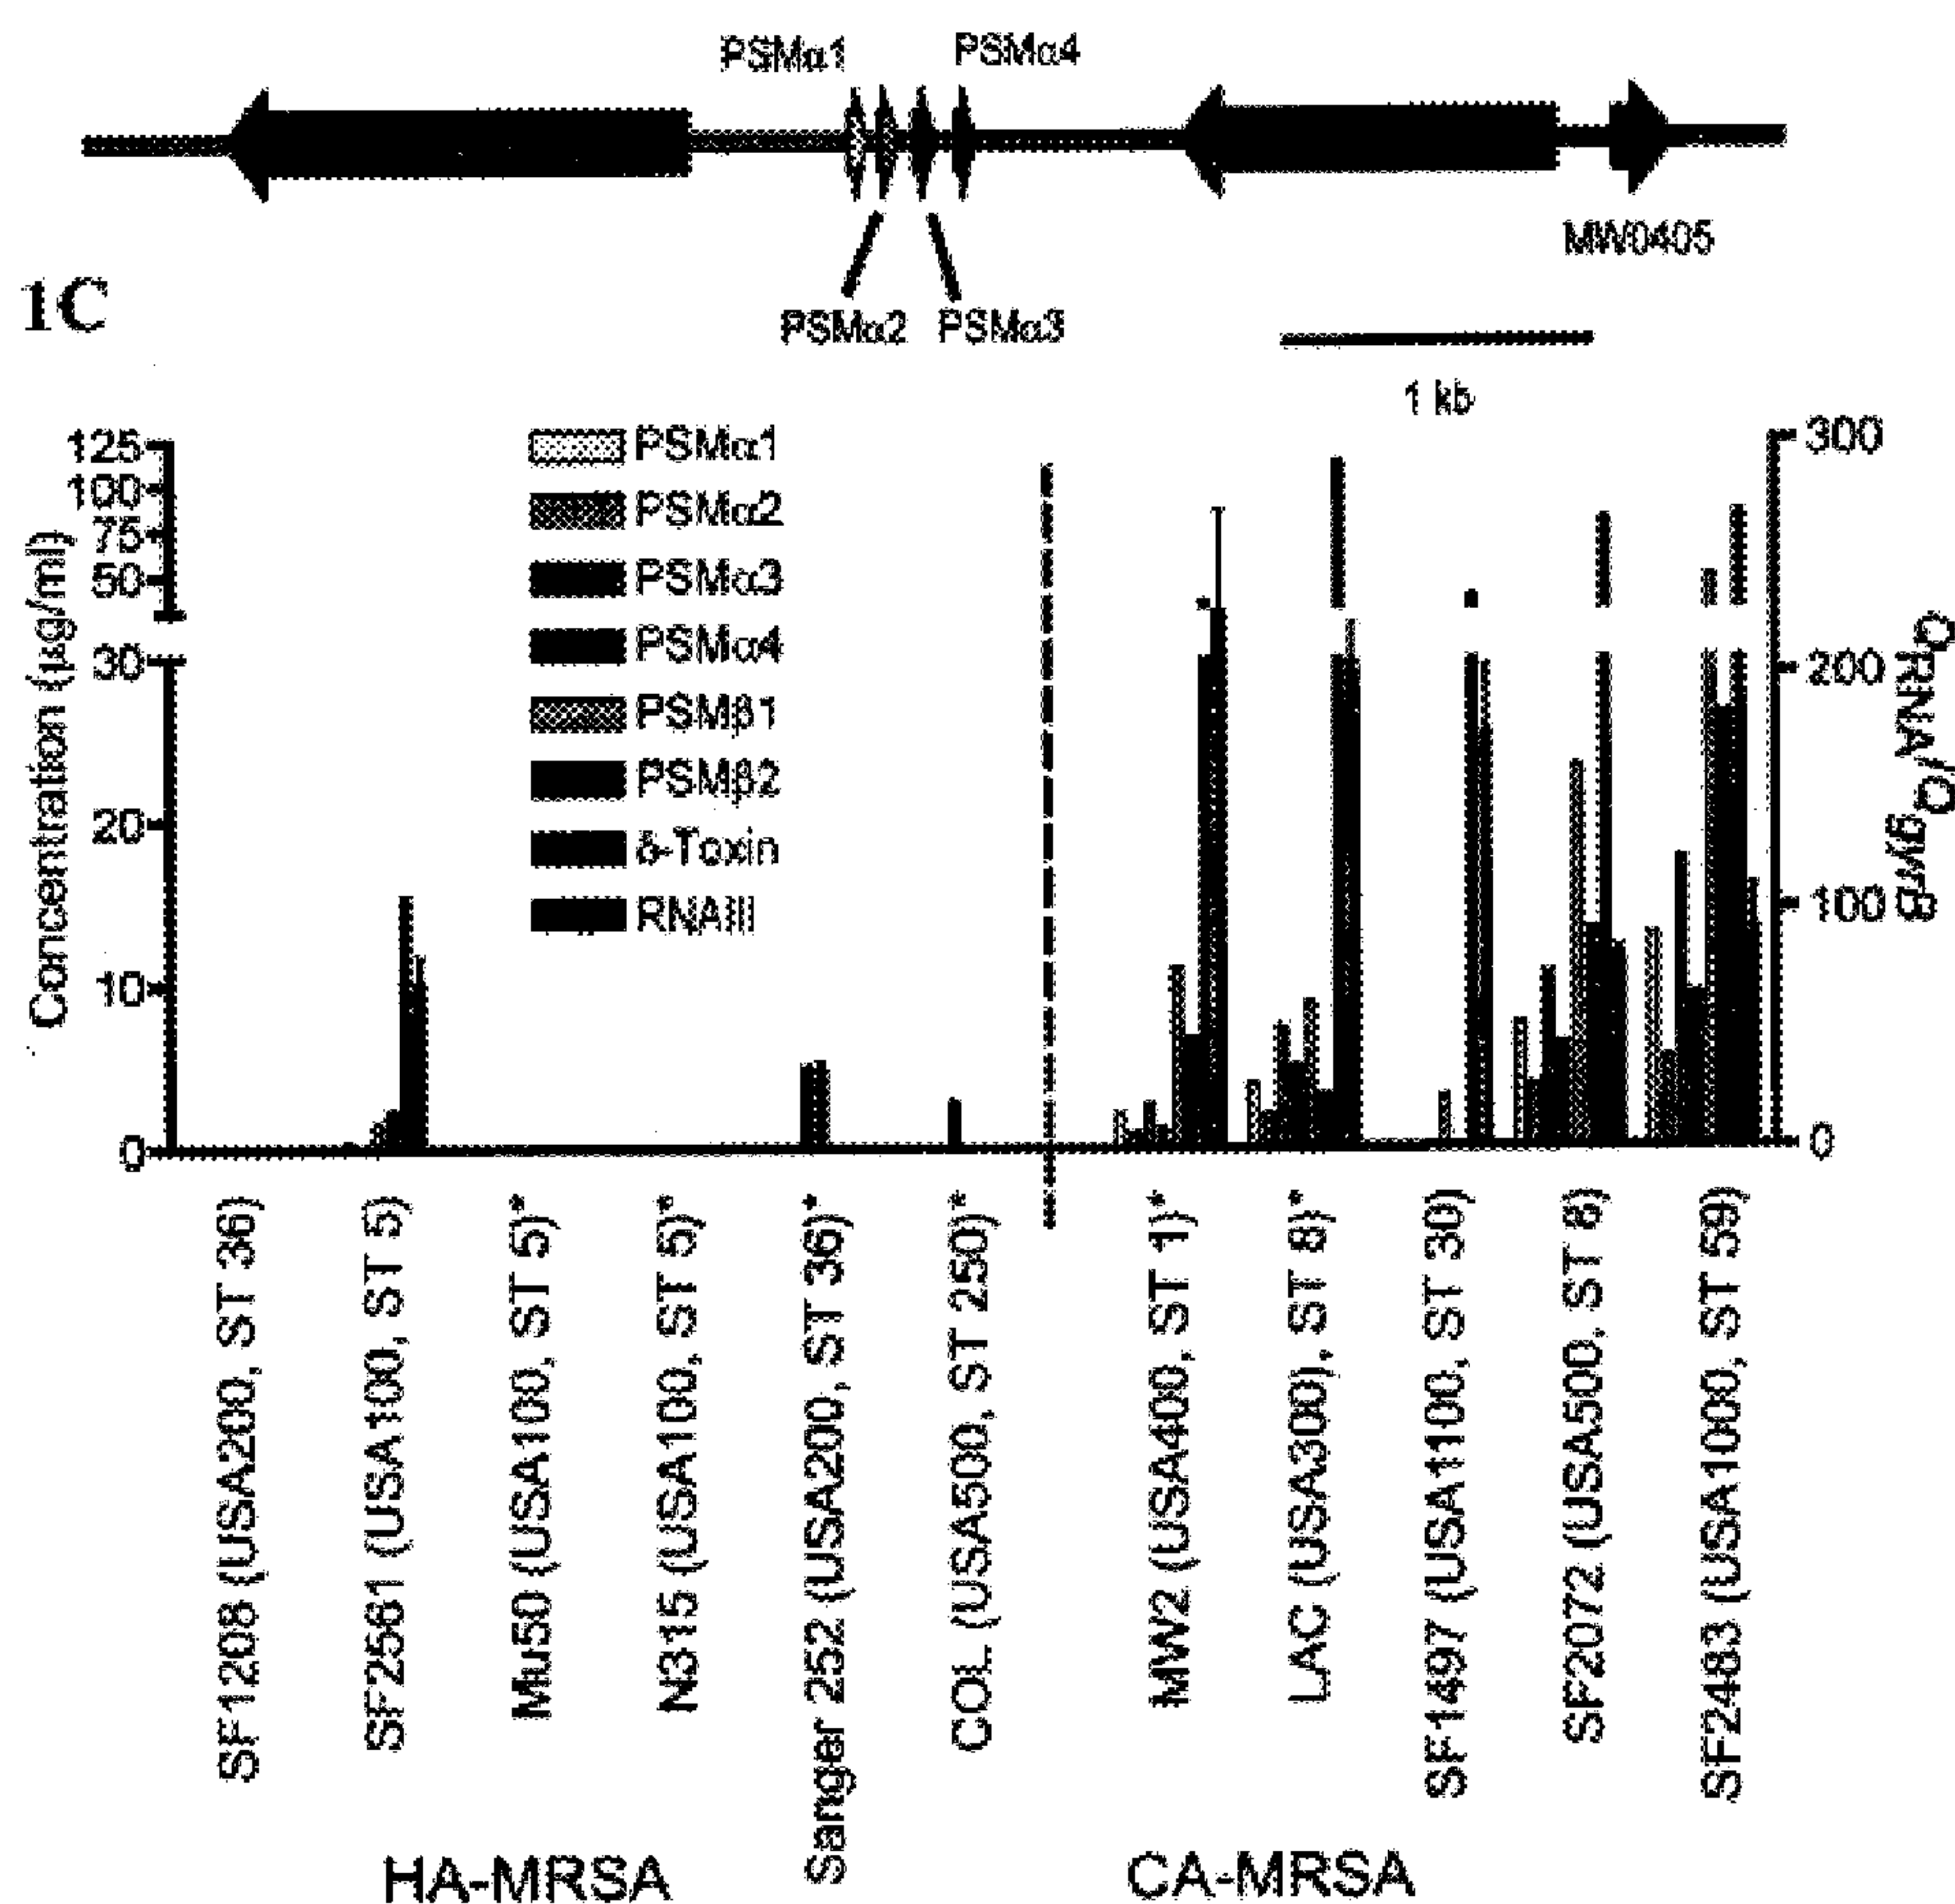 PSMα1
PSMα4
MW0405
PSMα2
PSMα3
1C
1 kb
PSMα1
PSMα2
PSMα3
PSMα4
PSMβ1
PSMβ2
δ-Toxin
RNAIII
Concentration (µg/ml)
125
100
75
50
30
20
10
0
300
200
100
0
QRNA/QgyrB
SF1208 (USA200, ST 36)
SF2581 (USA100, ST 5)
Mu50 (USA100, ST 5)*
N315 (USA100, ST 5)*
Sanger 252 (USA200, ST 36)*
COL (USA500, ST 250)*
MW2 (USA400, ST 1)*
LAC (USA300), ST 8)*
SF1497 (USA1100, ST 30)
SF2072 (USA500, ST 8)
SF2483 (USA1000, ST 59)
HA-MRSA
CA-MRSA